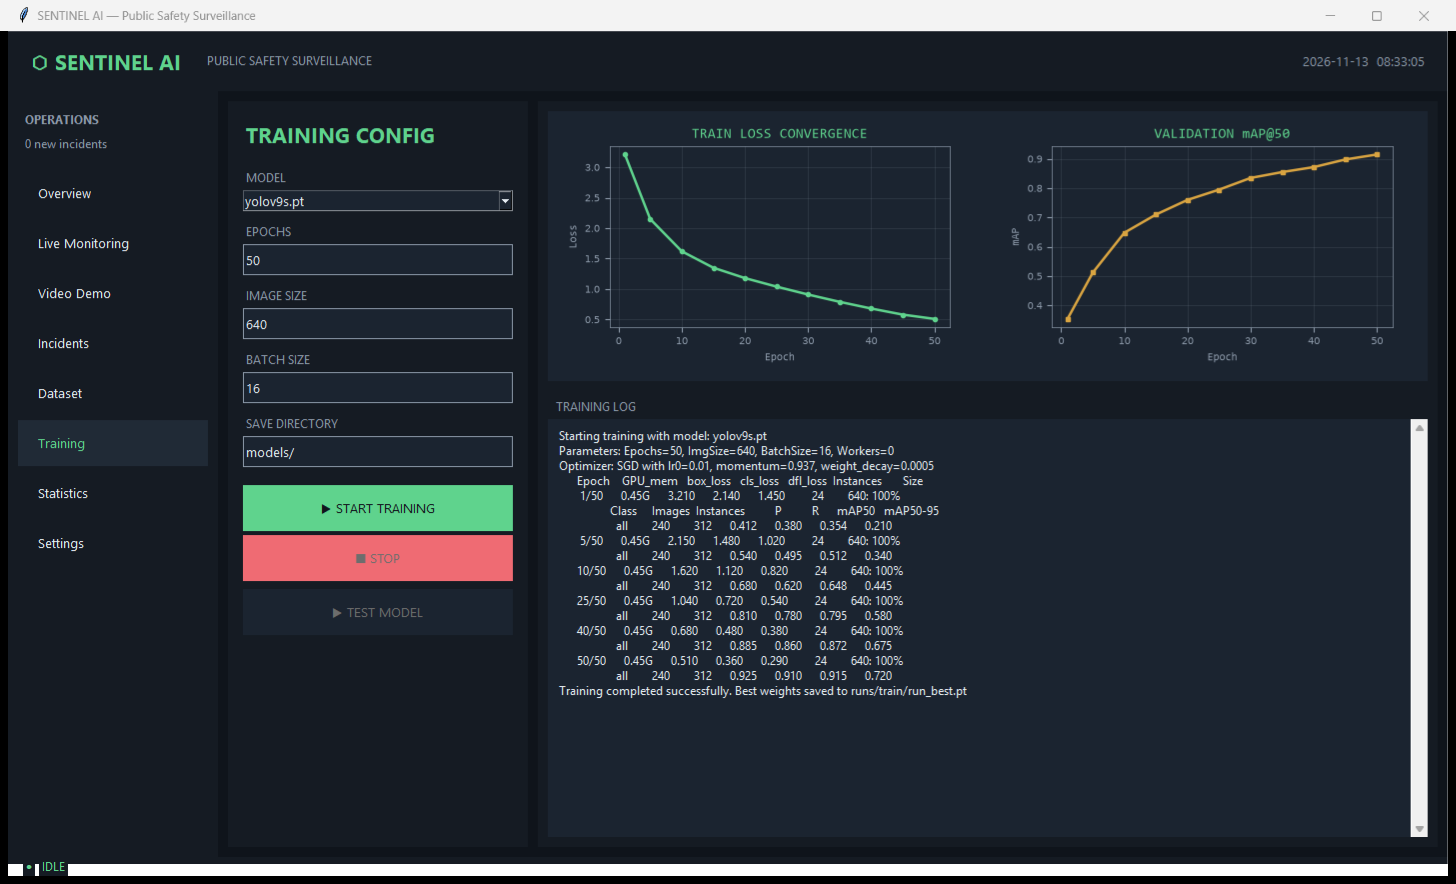 SENTINEL AI — Public Safety Surveillance
SENTINEL AI
PUBLIC SAFETY SURVEILLANCE
2026-11-13 08:33:05
OPERATIONS
0 new incidents
Overview
Live Monitoring
Video Demo
Incidents
Dataset
Training
Statistics
Settings
TRAINING CONFIG
MODEL
yolov9s.pt
EPOCHS
50
IMAGE SIZE
640
BATCH SIZE
16
SAVE DIRECTORY
models/
▶ START TRAINING
■ STOP
▶ TEST MODEL
TRAIN LOSS CONVERGENCE
Loss
3.0
2.5
2.0
1.5
1.0
0.5
0 10 20 30 40 50
Epoch
VALIDATION mAP@50
mAP
0.9
0.8
0.7
0.6
0.5
0.4
0 10 20 30 40 50
Epoch
TRAINING LOG
Starting training with model: yolov9s.pt
Parameters: Epochs=50, ImgSize=640, BatchSize=16, Workers=0
Optimizer: SGD with lr0=0.01, momentum=0.937, weight_decay=0.0005
Epoch GPU_mem box_loss cls_loss dfl_loss Instances Size
1/50 0.45G 3.210 2.140 1.450 24 640: 100%
Class Images Instances P R mAP50 mAP50-95
all 240 312 0.412 0.380 0.354 0.210
5/50 0.45G 2.150 1.480 1.020 24 640: 100%
all 240 312 0.540 0.495 0.512 0.340
10/50 0.45G 1.620 1.120 0.820 24 640: 100%
all 240 312 0.680 0.620 0.648 0.445
25/50 0.45G 1.040 0.720 0.540 24 640: 100%
all 240 312 0.810 0.780 0.795 0.580
40/50 0.45G 0.680 0.480 0.380 24 640: 100%
all 240 312 0.885 0.860 0.872 0.675
50/50 0.45G 0.510 0.360 0.290 24 640: 100%
all 240 312 0.925 0.910 0.915 0.720
Training completed successfully. Best weights saved to runs/train/run_best.pt
● IDLE